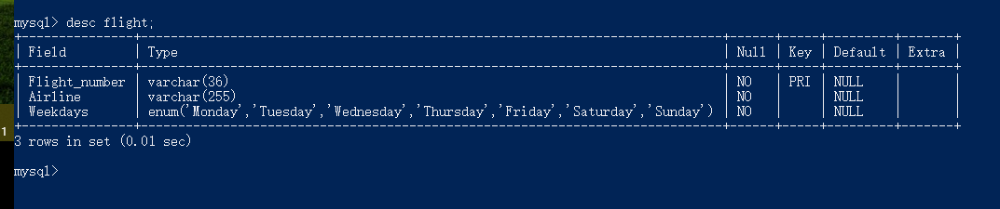 mysql> desc flight;
+---------------+----------------------------------------------------------------------------------+------+-----+---------+-------+
| Field | Type | Null | Key | Default | Extra |
+---------------+----------------------------------------------------------------------------------+------+-----+---------+-------+
| Flight_number | varchar(36) | NO | PRI | NULL | |
| Airline | varchar(255) | NO | | NULL | |
| Weekdays | enum('Monday','Tuesday','Wednesday','Thursday','Friday','Saturday','Sunday') | NO | | NULL | |
+---------------+----------------------------------------------------------------------------------+------+-----+---------+-------+
1
3 rows in set (0.01 sec)
mysql>